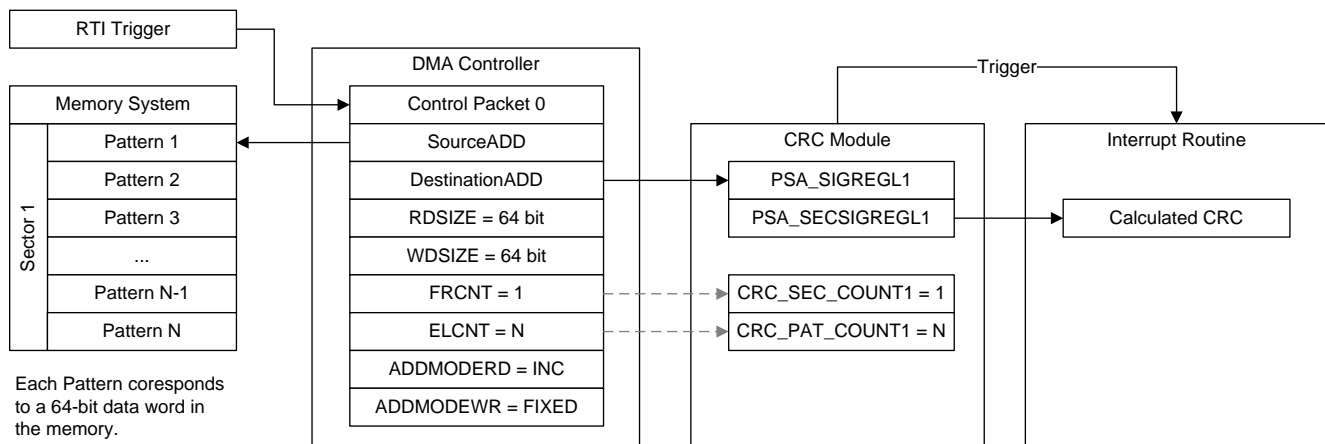 RTI Trigger
Memory System
Sector 1
Pattern 1
Pattern 2
Pattern 3
...
Pattern N-1
Pattern N
Each Pattern coresponds
to a 64-bit data word in
the memory.
DMA Controller
Control Packet 0
SourceADD
DestinationADD
RDSIZE = 64 bit
WDSIZE = 64 bit
FRCNT = 1
ELCNT = N
ADDMODERD = INC
ADDMODEWR = FIXED
Trigger
CRC Module
PSA_SIGREGL1
PSA_SECSIGREGL1
CRC_SEC_COUNT1 = 1
CRC_PAT_COUNT1 = N
Interrupt Routine
Calculated CRC